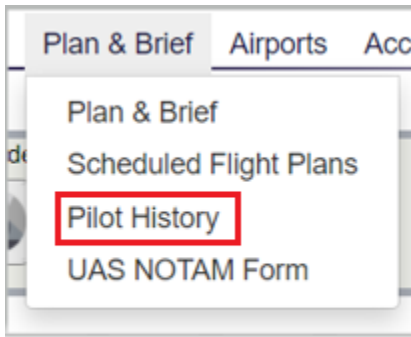 Plan & Brief Airports
Plan & Brief
Scheduled Flight Plans
Pilot History
UAS NOTAM Form